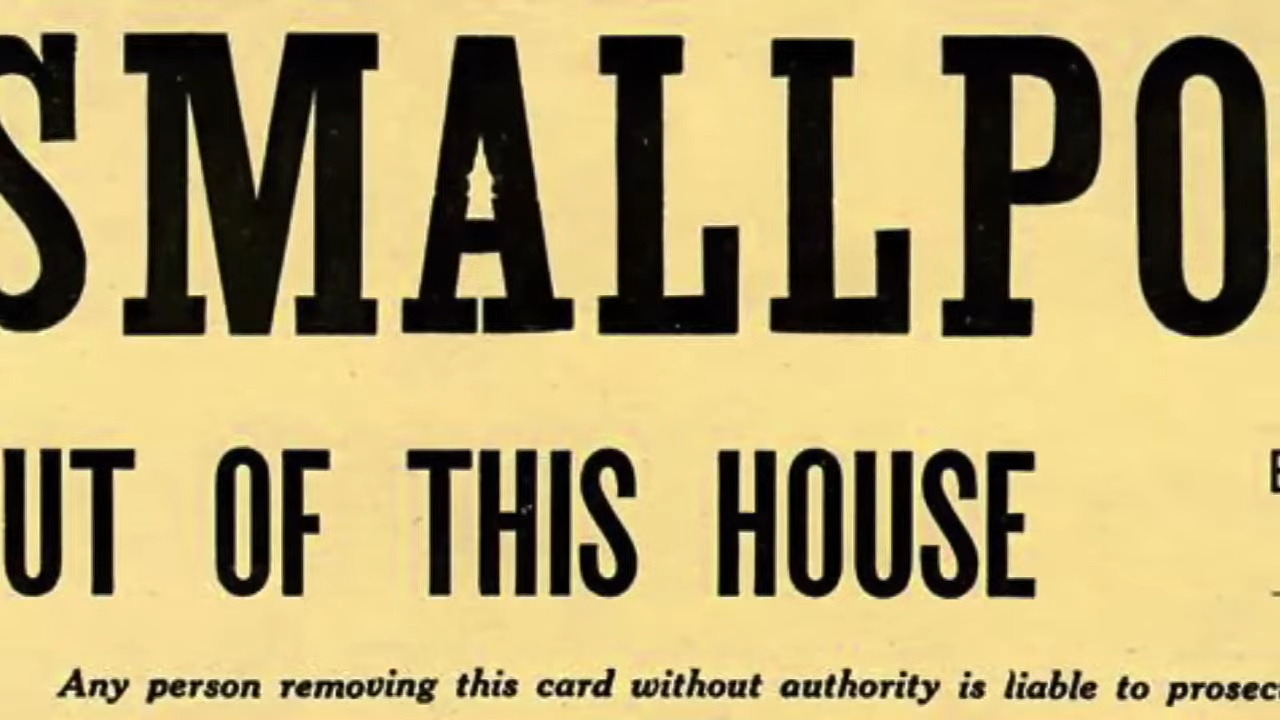 SMALLPO
UT OF THIS HOUSE
Any person removing this card without authority is liable to prosec